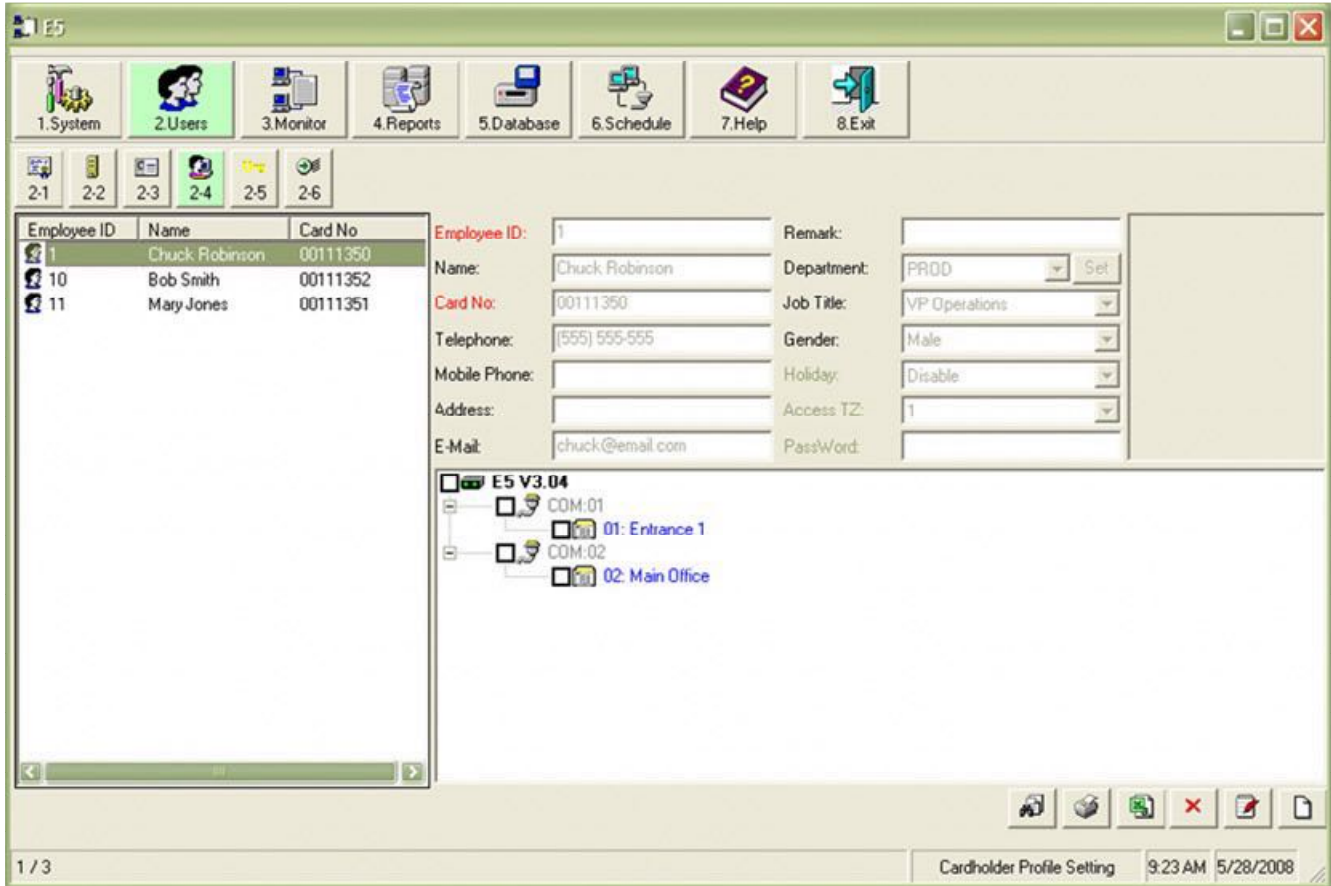 E5
1.System 2.Users 3.Monitor 4.Reports 5.Database 6.Schedule 7.Help 8.Exit
2-1 2-2 2-3 2-4 2-5 2-6
Employee ID Name Card No
1 Chuck Robinson 00111350
10 Bob Smith 00111352
11 Mary Jones 00111351
Employee ID: 1 Remark:
Name: Chuck Robinson Department: PROD Set
Card No: 00111350 Job Title: VP Operations
Telephone: (555) 555-555 Gender: Male
Mobile Phone: Holiday: Disable
Address: Access TZ: 1
E-Mail: chuck@email.com PassWord:
E5 V3.04
COM:01
01: Entrance 1
COM:02
02: Main Office
1 / 3 Cardholder Profile Setting 9:23 AM 5/28/2008